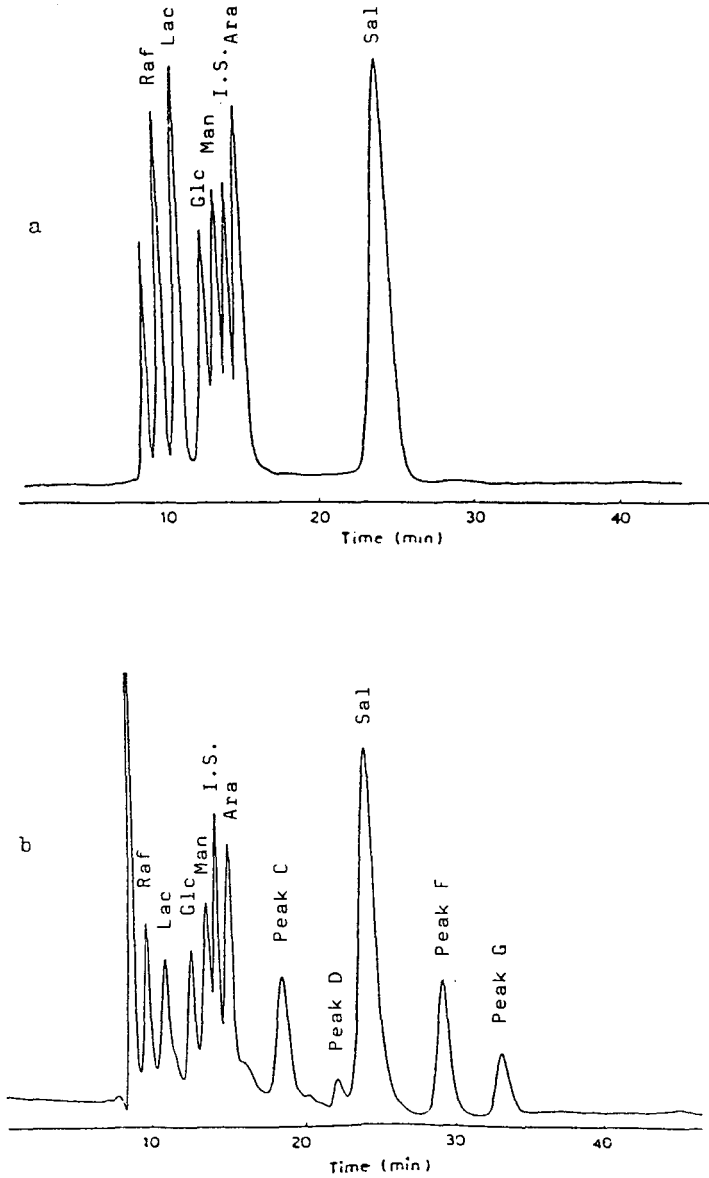 Raf
Lac
Glc
Man
I.S.
Ara
Sal
a
10 20 30 40
Time (min)
Raf
Lac
Glc
Man
I.S.
Ara
Peak C
Peak D
Sal
Peak F
Peak G
b
10 20 30 40
Time (min)